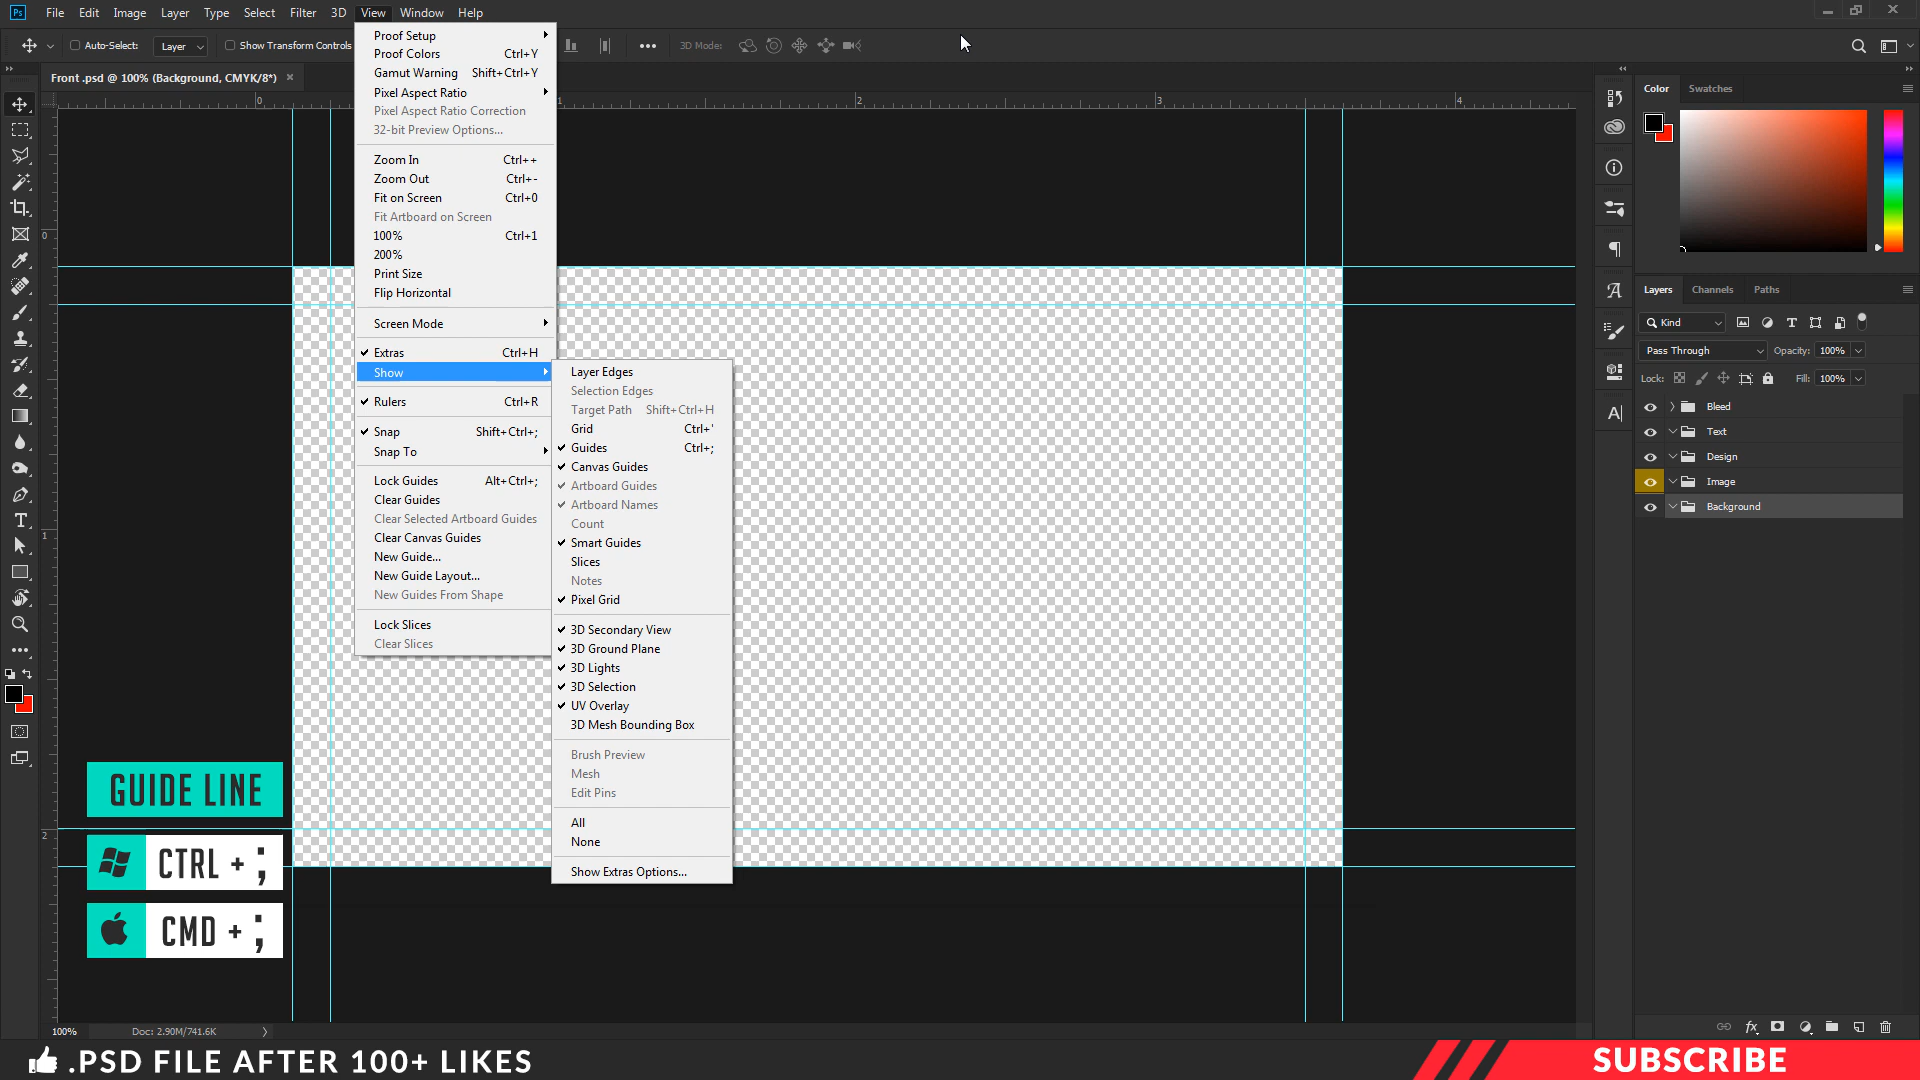 Ps File Edit Image Layer Type Select Filter 3D View Window Help
Auto-Select: Layer Show Transform Controls 3D Mode:
Front .psd @ 100% (Background, CMYK/8*) ×
0 1 2 3 4
0
1
2
Proof Setup
Proof Colors Ctrl+Y
Gamut Warning Shift+Ctrl+Y
Pixel Aspect Ratio
Pixel Aspect Ratio Correction
32-bit Preview Options...
Zoom In Ctrl++
Zoom Out Ctrl+-
Fit on Screen Ctrl+0
Fit Artboard on Screen
100% Ctrl+1
200%
Print Size
Flip Horizontal
Screen Mode
Extras Ctrl+H
Show
Rulers Ctrl+R
Snap Shift+Ctrl+;
Snap To
Lock Guides Alt+Ctrl+;
Clear Guides
Clear Selected Artboard Guides
Clear Canvas Guides
New Guide...
New Guide Layout...
New Guides From Shape
Lock Slices
Clear Slices
Layer Edges
Selection Edges
Target Path Shift+Ctrl+H
Grid Ctrl+'
Guides Ctrl+;
Canvas Guides
Artboard Guides
Artboard Names
Count
Smart Guides
Slices
Notes
Pixel Grid
3D Secondary View
3D Ground Plane
3D Lights
3D Selection
UV Overlay
3D Mesh Bounding Box
Brush Preview
Mesh
Edit Pins
All
None
Show Extras Options...
Color Swatches
Layers Channels Paths
Kind
Pass Through Opacity: 100%
Lock: Fill: 100%
Bleed
Text
Design
Image
Background
GUIDE LINE
CTRL + ;
CMD + ;
100% Doc: 2.90M/741.6K
.PSD FILE AFTER 100+ LIKES
SUBSCRIBE